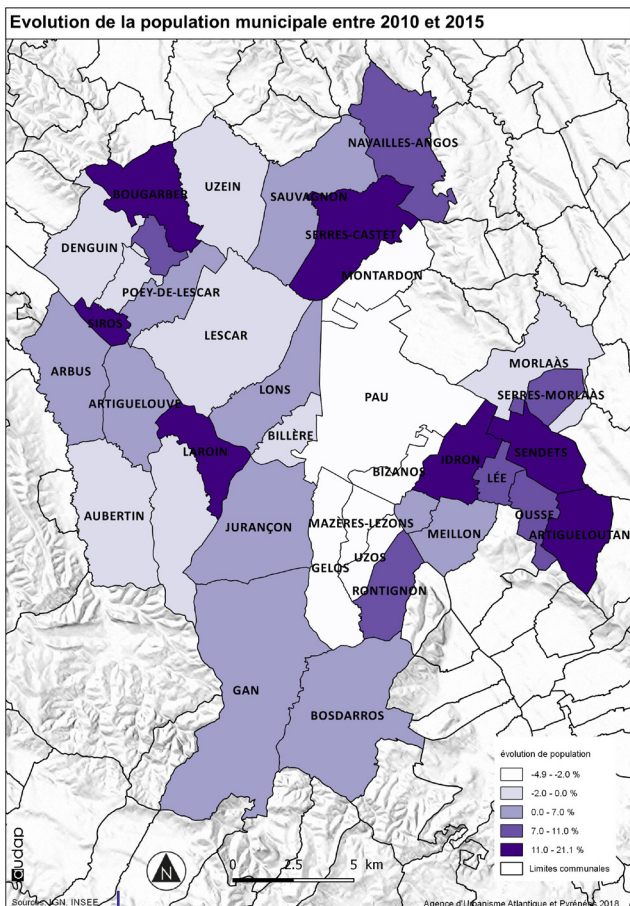 Evolution de la population municipale entre 2010 et 2015
NAVAILLES-ANGOS
BOUGARBER
UZEIN
SAUVAGNON
SERRES-CASTET
DENGUIN
MONTARDON
POEY-DE-LESCAR
SIROS
LESCAR
MORLAÀS
ARBUS
SERRES-MORLAÀS
ARTIGUELOUVE
LONS
PAU
BILLÈRE
LAROIN
IDRON
SENDETS
BIZANOS
LÉE
AUBERTIN
OUSSE
JURANÇON
MAZÈRES-LEZONS
MEILLON
ARTIGUELOUTAN
UZOS
GELOS
RONTIGNON
GAN
BOSDARROS
évolution de population
-4.9 - -2.0 %
-2.0 - 0.0 %
0.0 - 7.0 %
7.0 - 11.0 %
11.0 - 21.1 %
Limites communales
audap
N
0 2.5 5 km
Sources: IGN, INSEE
Agence d'Urbanisme Atlantique et Pyrénées 2018